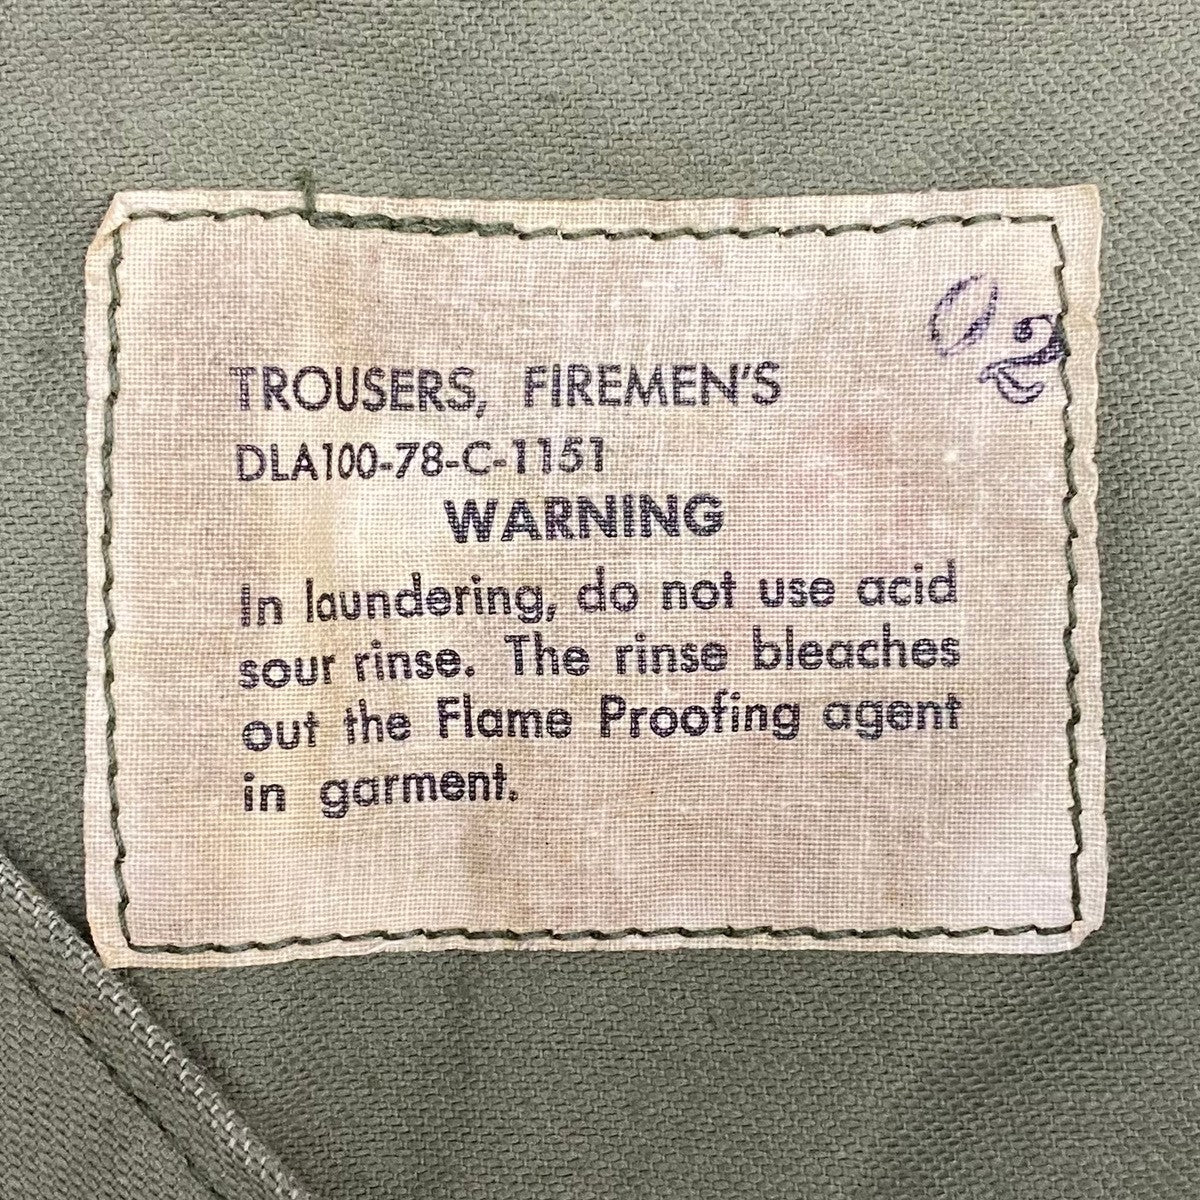 02
TROUSERS, FIREMEN'S
DLA100-78-C-1151
WARNING
In laundering, do not use acid
sour rinse. The rinse bleaches
out the Flame Proofing agent
in garment.